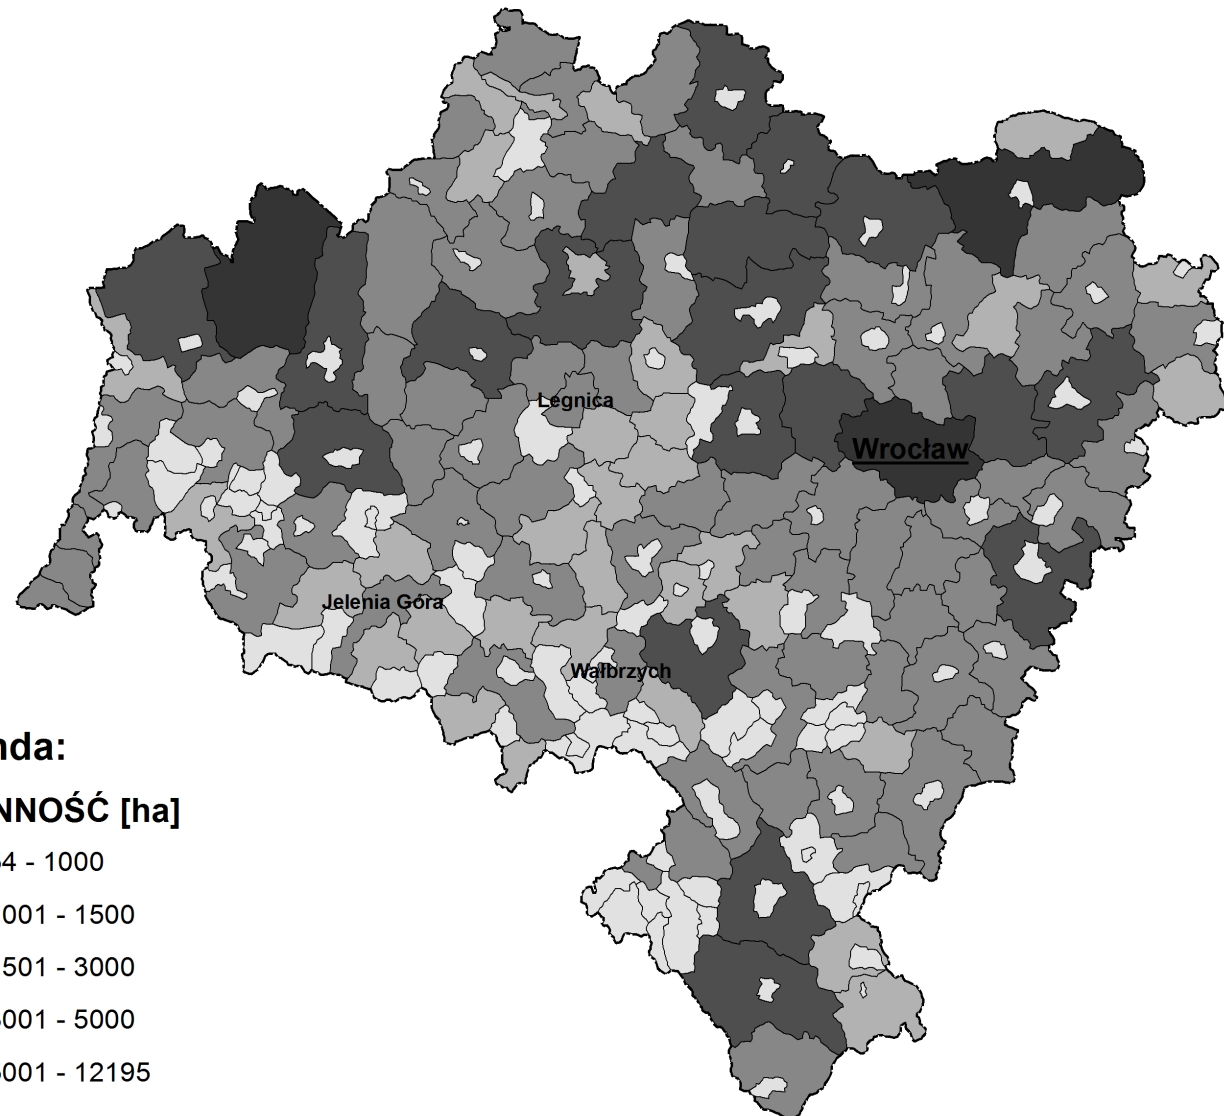 Legnica
Wrocław
Jelenia Góra
Wałbrzych
nda:
NNOŚĆ [ha]
4 - 1000
001 - 1500
501 - 3000
001 - 5000
001 - 12195